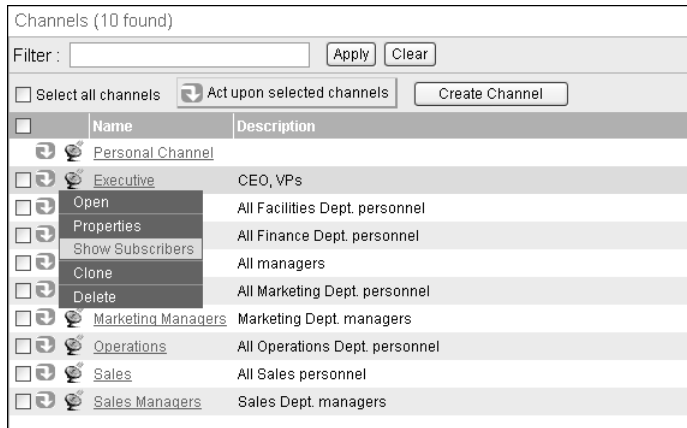 Channels (10 found)
Filter : Apply Clear
Select all channels Act upon selected channels Create Channel
Name Description
Personal Channel
Executive CEO, VPs
Open All Facilities Dept. personnel
Properties All Finance Dept. personnel
Show Subscribers
Clone All managers
Delete All Marketing Dept. personnel
Marketing Managers Marketing Dept. managers
Operations All Operations Dept. personnel
Sales All Sales personnel
Sales Managers Sales Dept. managers